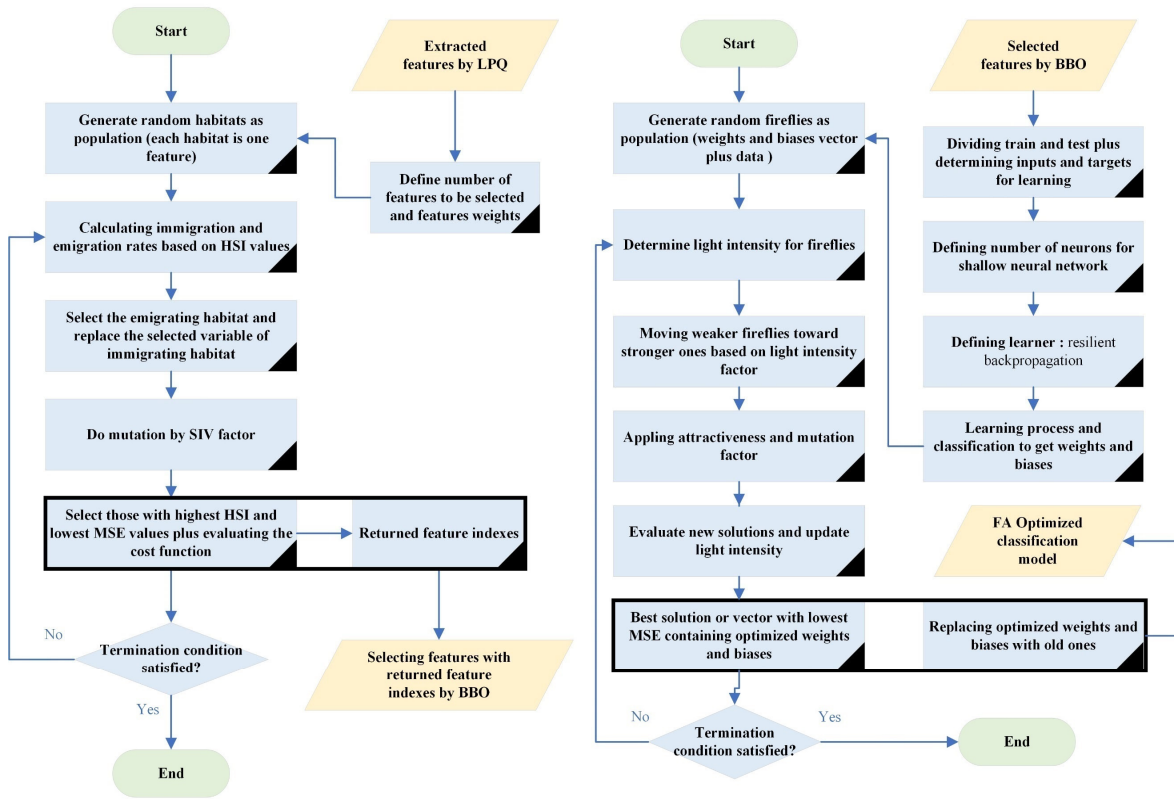 Start
Extracted
features by LPQ
Generate random habitats as
population (each habitat is one
feature)
Define number of
features to be selected
and features weights
Calculating immigration and
emigration rates based on HSI values
Select the emigrating habitat and
replace the selected variable of
immigrating habitat
Do mutation by SIV factor
Select those with highest HSI and
lowest MSE values plus evaluating the
cost function
Returned feature indexes
No
Termination condition
satisfied?
Selecting features with
returned feature
indexes by BBO
Yes
End
Start
Selected
features by BBO
Generate random fireflies as
population (weights and biases vector
plus data )
Dividing train and test plus
determining inputs and targets
for learning
Determine light intensity for fireflies
Defining number of neurons for
shallow neural network
Moving weaker fireflies toward
stronger ones based on light intensity
factor
Defining learner : resilient
backpropagation
Appling attractiveness and mutation
factor
Learning process and
classification to get weights and
biases
Evaluate new solutions and update
light intensity
FA Optimized
classification
model
Best solution or vector with lowest
MSE containing optimized weights
and biases
Replacing optimized weights and
biases with old ones
No
Termination
condition satisfied?
Yes
End